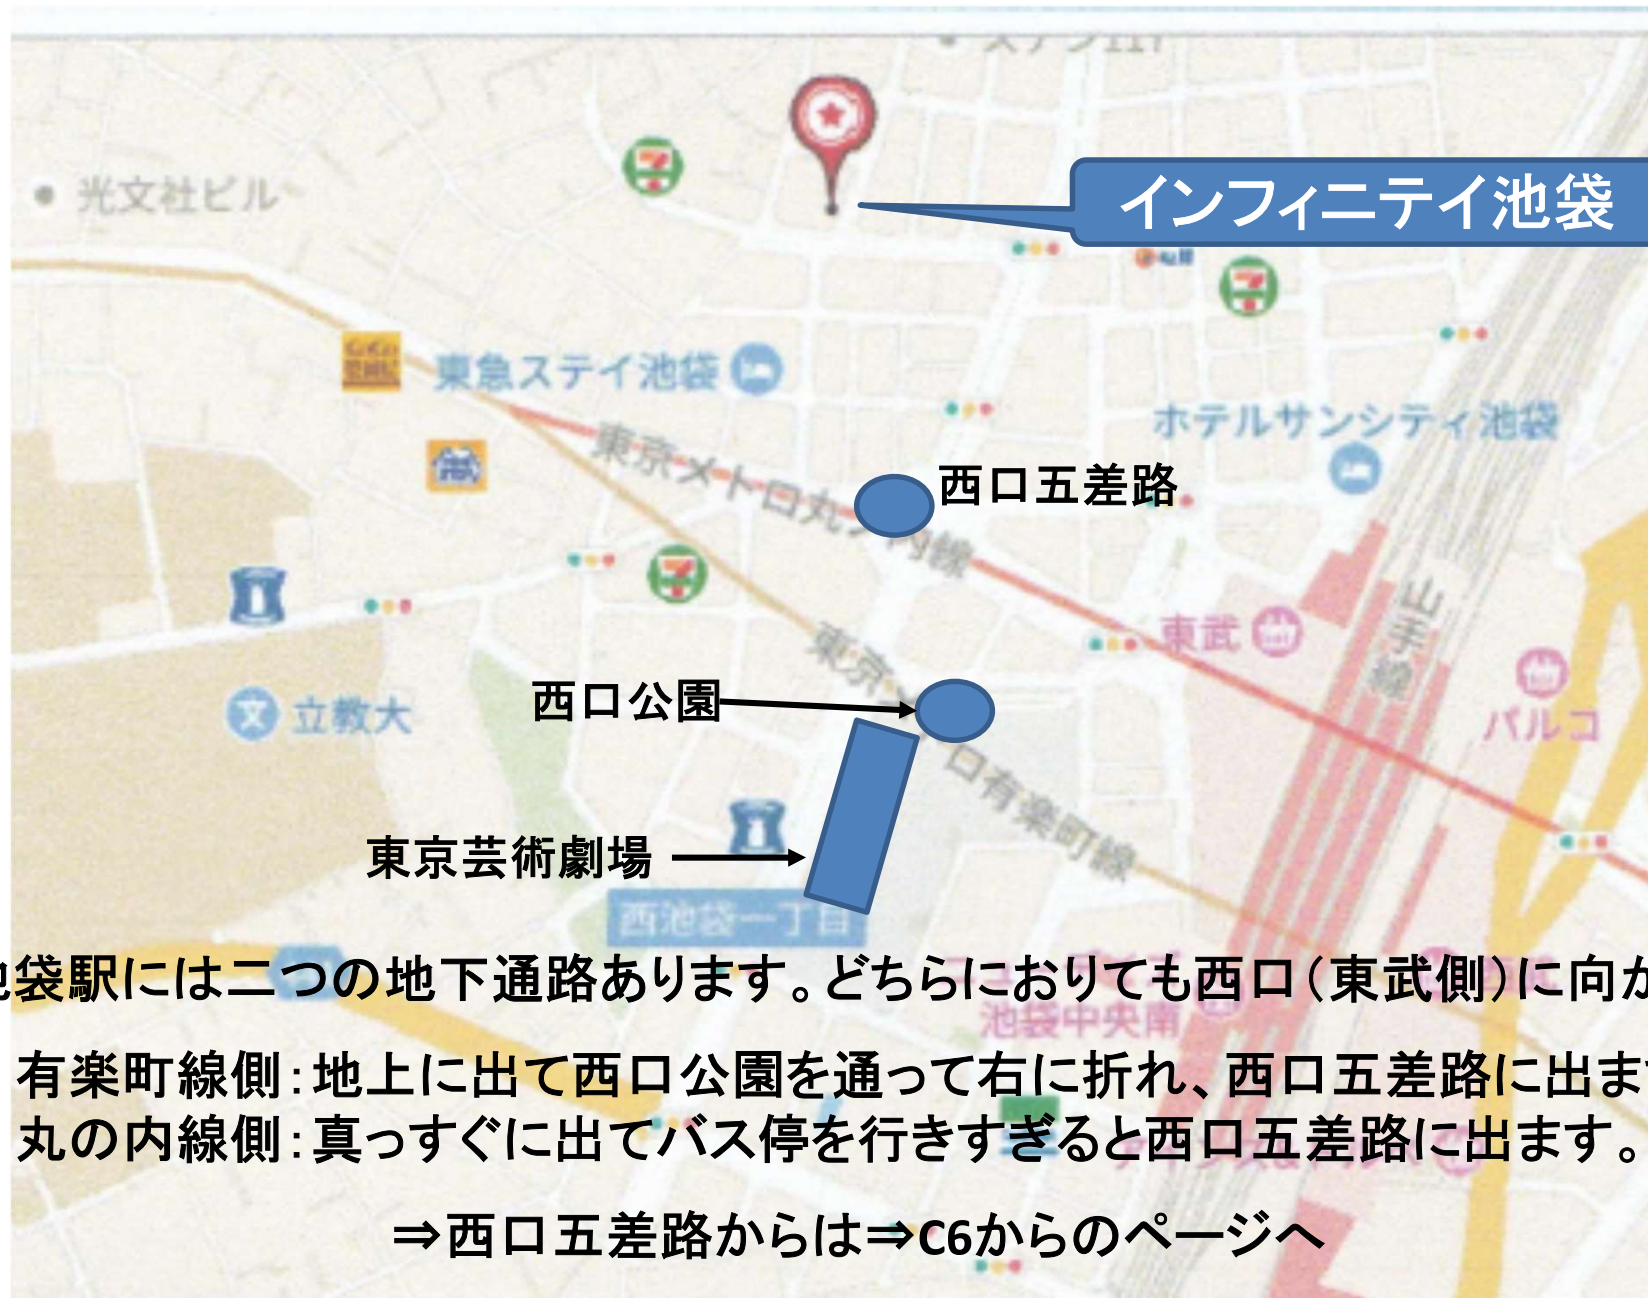 光文社ビル
インフィニテイ池袋
東急ステイ池袋
ホテルサンシティ池袋
東京メトロ丸ノ内線
西口五差路
山手線
東武
西口公園
立教大
パルコ
東京
ロ有楽町線
東京芸術劇場
西池袋一丁目
袋駅には二つの地下通路あります。どちらにおりても西口（東武側）に向か
池袋中央南
有楽町線側：地上に出て西口公園を通って右に折れ、西口五差路に出ま
丸の内線側：真っすぐに出てバス停を行きすぎると西口五差路に出ます。
⇒西口五差路からは⇒C6からのページへ